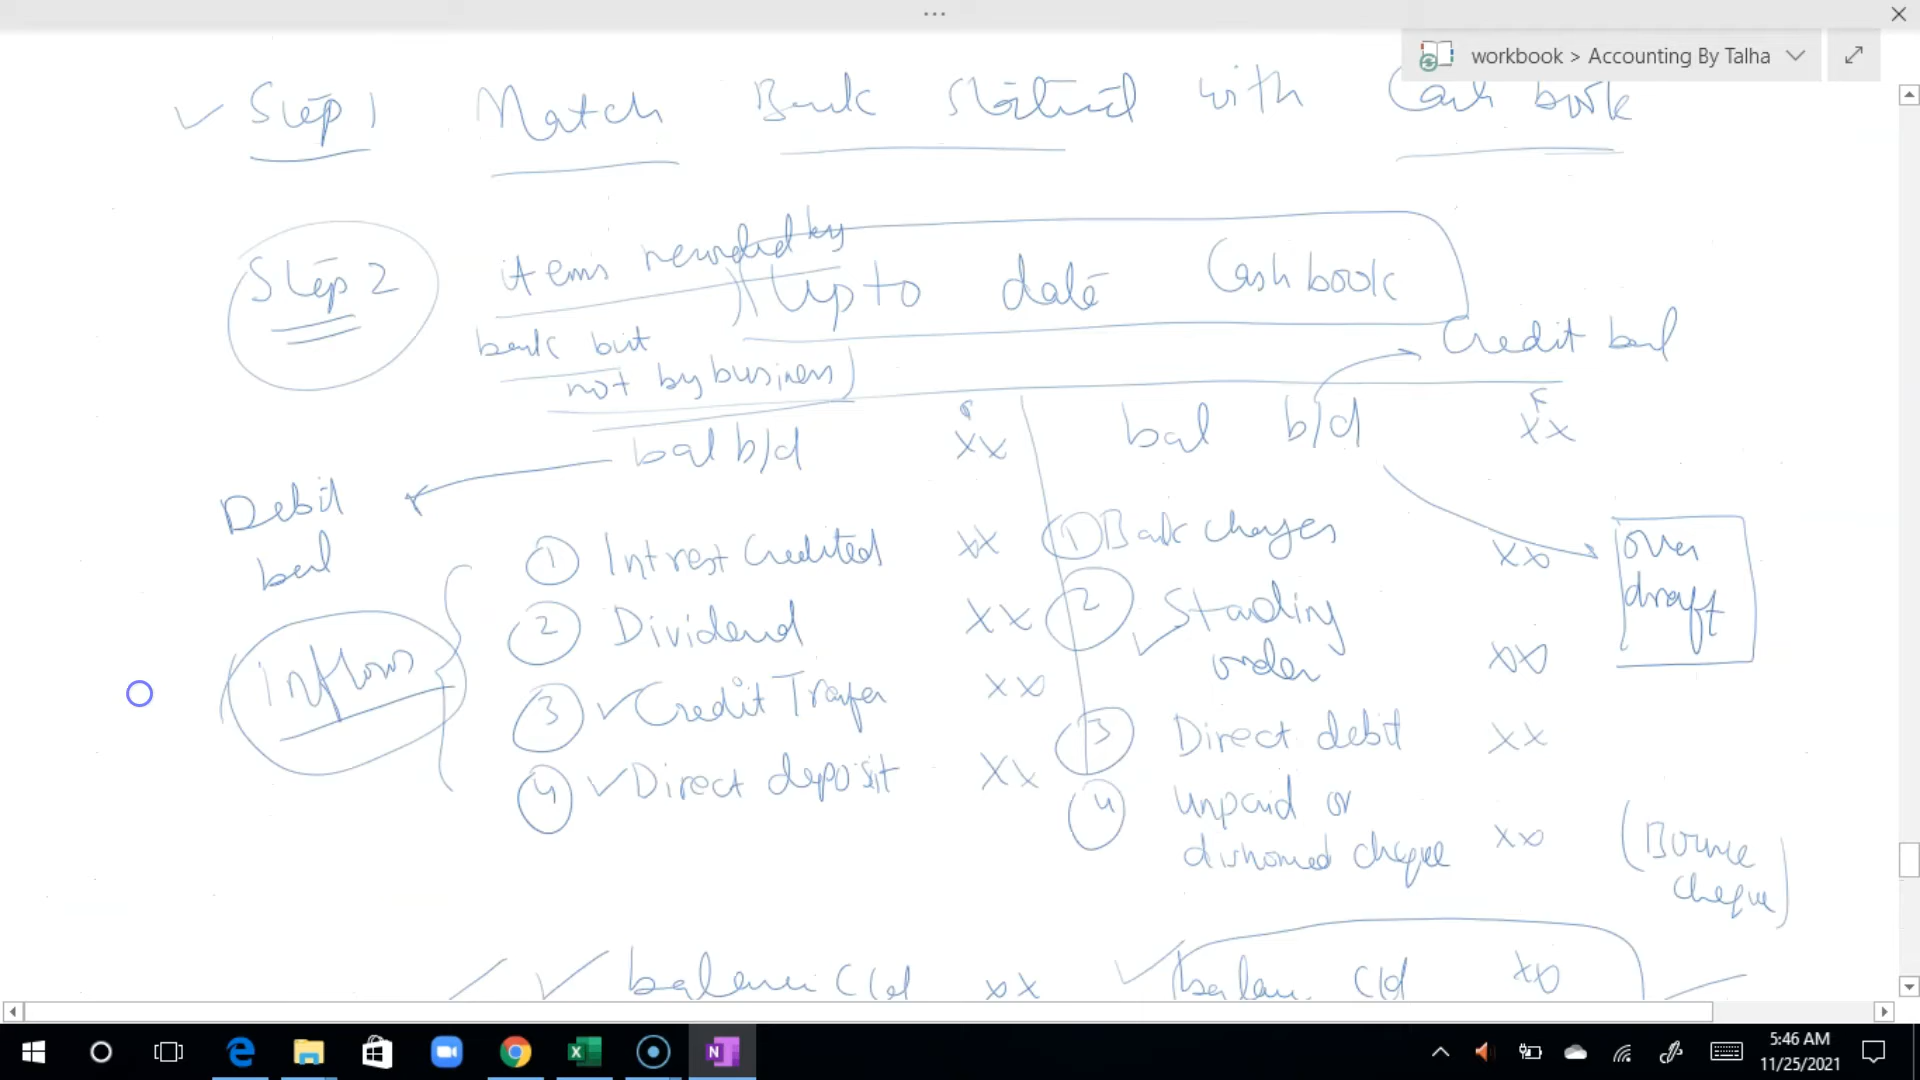 workbook > Accounting By Talha
Step 1 Match Bank Statement with Cash book
Step 2 Up to date Cash book
(items recorded by
bank but
not by business)
Credit bal
bal b/d xx bal b/d xx
Debit
bal
① Intrest Credited xx ① Bank charges xx
② Dividend xx ② Standing
order xx
over
draft
Inflows
③ Credit Transfer xx ③ Direct debit xx
④ Direct deposit xx ④ unpaid or
dishonored cheque xx
(Bounce
cheque)
balance C/d xx balance C/d xx
5:46 AM
11/25/2021